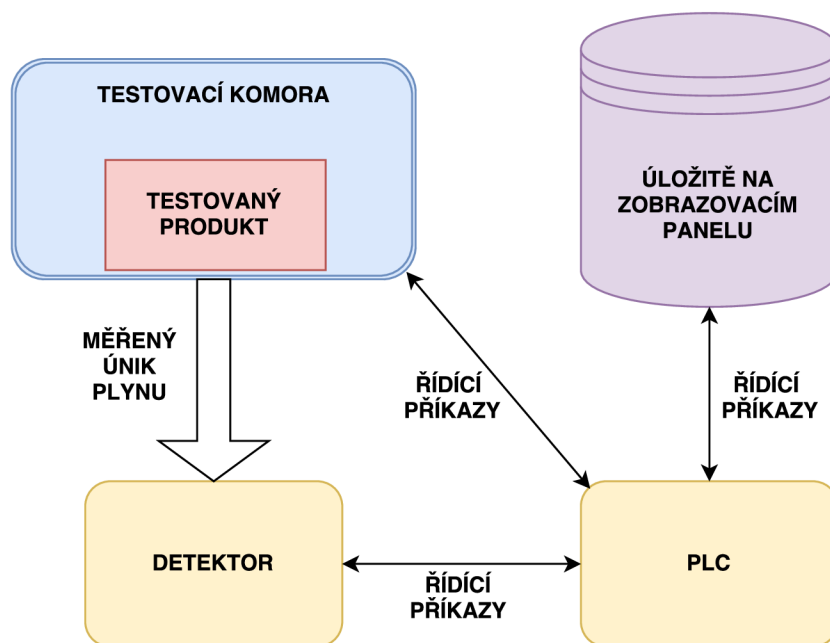 TESTOVACÍ KOMORA
TESTOVANÝ
PRODUKT
ÚLOŽITĚ NA
ZOBRAZOVACÍM
PANELU
MĚŘENÝ
ÚNIK
PLYNU
ŘÍDÍCÍ
PŘÍKAZY
ŘÍDÍCÍ
PŘÍKAZY
DETEKTOR
ŘÍDÍCÍ
PŘÍKAZY
PLC